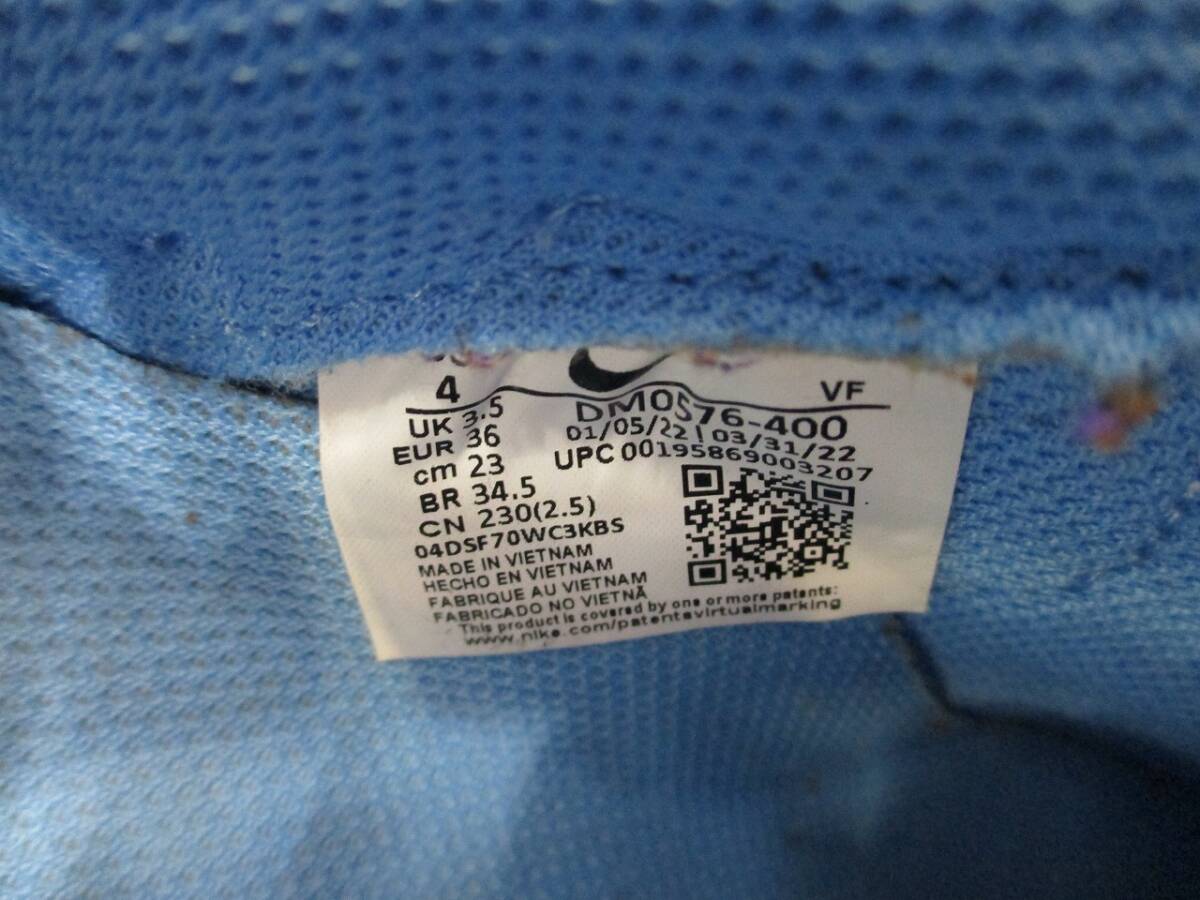 4
UK 3.5
EUR 36
cm 23
BR 34.5
CN 230(2.5)
04DSF70WC3KBS
MADE IN VIETNAM
HECHO EN VIETNAM
FABRIQUE AU VIETNAM
FABRICADO NO VIETNÃ
This product is covered by one or more patents:
www.nike.com/patentsvirtualmarking
VF
DM0576-400
01/05/22 | 03/31/22
UPC 00195869003207